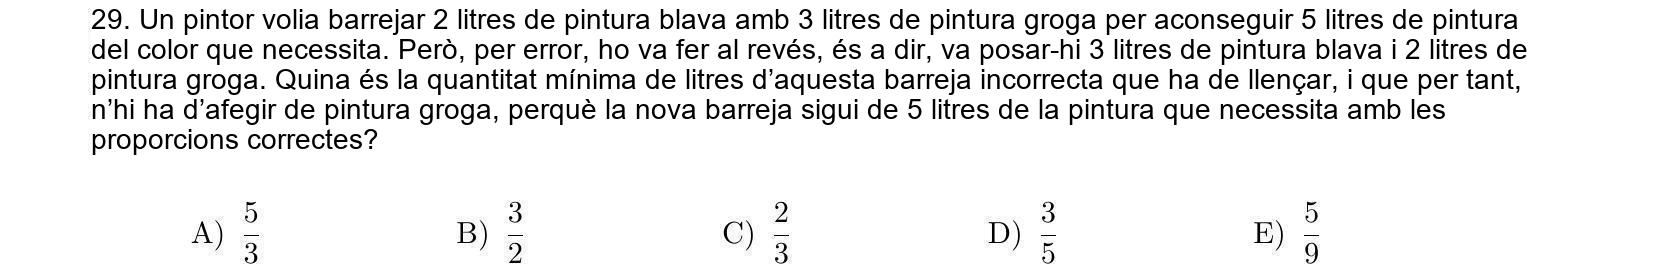 29. Un pintor volia barrejar 2 litres de pintura blava amb 3 litres de pintura groga per aconseguir 5 litres de pintura
del color que necessita. Però, per error, ho va fer al revés, és a dir, va posar-hi 3 litres de pintura blava i 2 litres de
pintura groga. Quina és la quantitat mínima de litres d'aquesta barreja incorrecta que ha de llençar, i que per tant,
n'hi ha d'afegir de pintura groga, perquè la nova barreja sigui de 5 litres de la pintura que necessita amb les
proporcions correctes?
A) 5/3 B) 3/2 C) 2/3 D) 3/5 E) 5/9